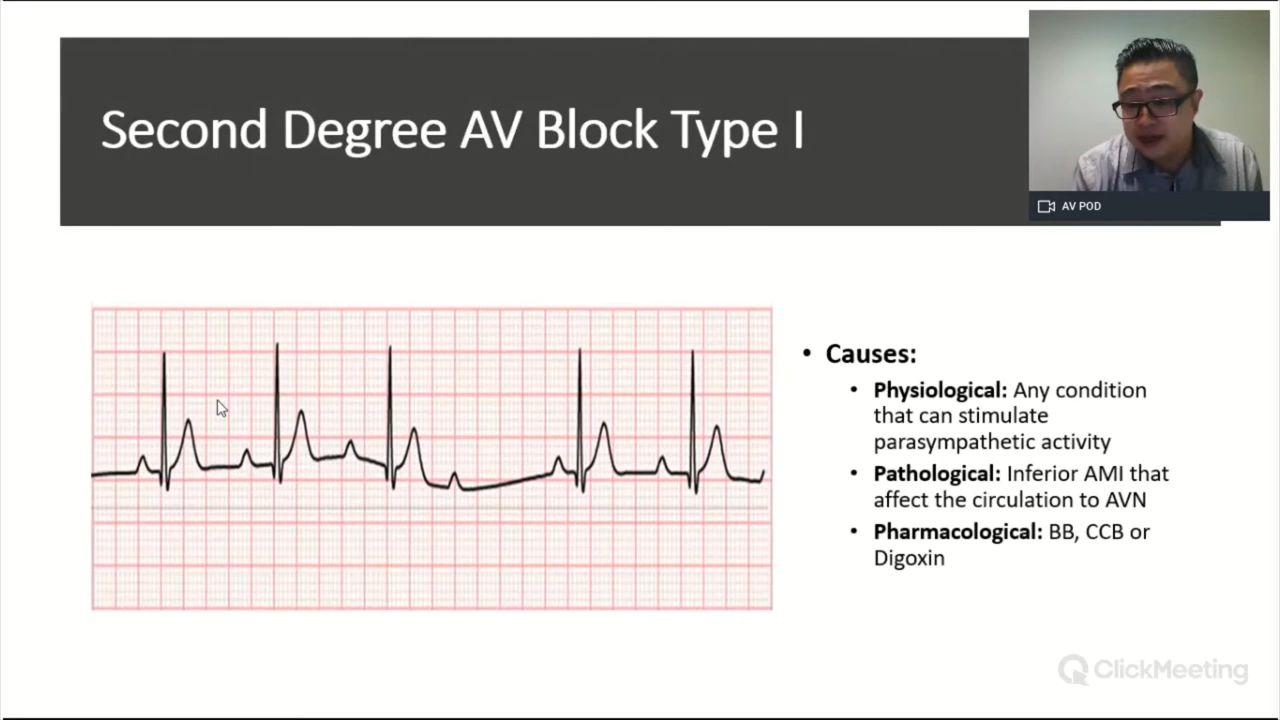 Second Degree AV Block Type I
AV POD
• Causes:
• Physiological: Any condition
that can stimulate
parasympathetic activity
• Pathological: Inferior AMI that
affect the circulation to AVN
• Pharmacological: BB, CCB or
Digoxin
ClickMeeting